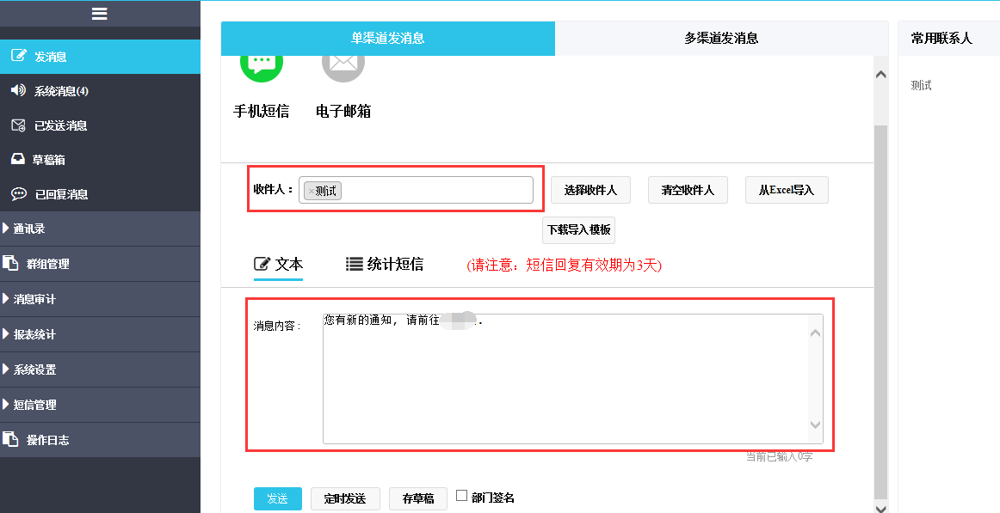 发消息
系统消息(4)
已发送消息
草稿箱
已回复消息
通讯录
群组管理
消息审计
报表统计
系统设置
短信管理
操作日志
单渠道发消息
多渠道发消息
手机短信
电子邮箱
收件人：
×测试
选择收件人
清空收件人
从Excel导入
下载导入模板
文本
统计短信
(请注意：短信回复有效期为3天)
消息内容：
您有新的通知, 请前往
.
当前已输入0字
发送
定时发送
存草稿
部门签名
常用联系人
测试